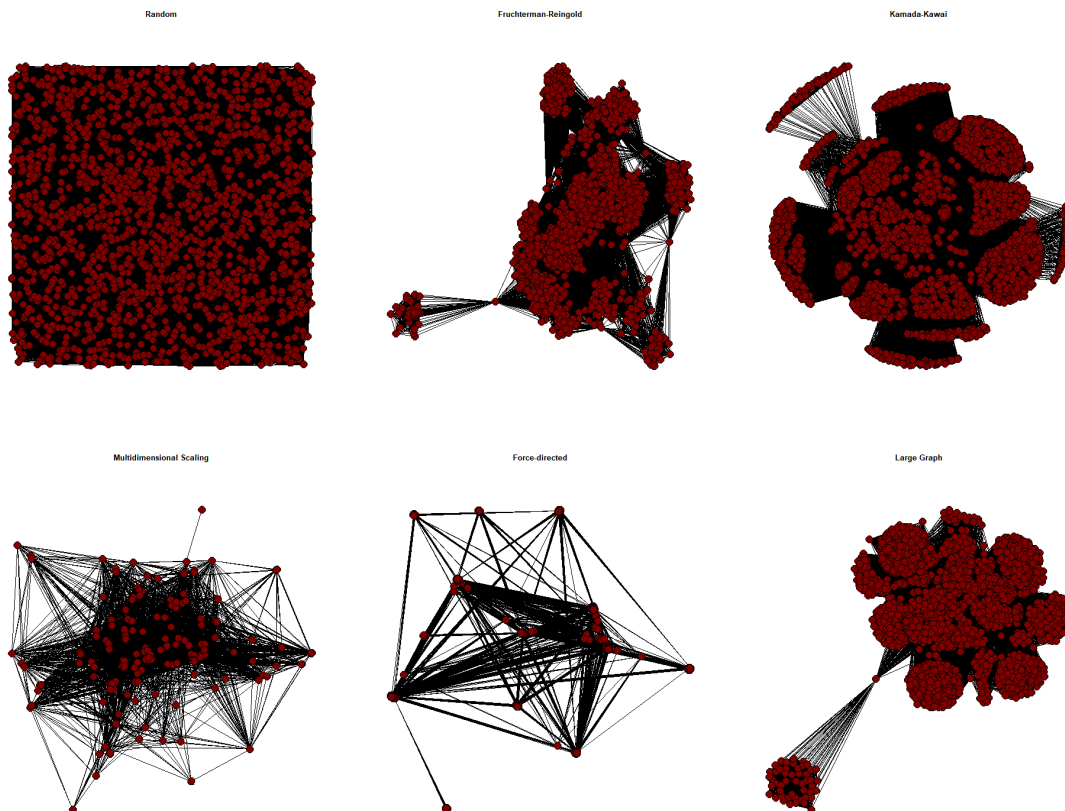 Random
Fruchterman-Reingold
Kamada-Kawai
Multidimensional Scaling
Force-directed
Large Graph